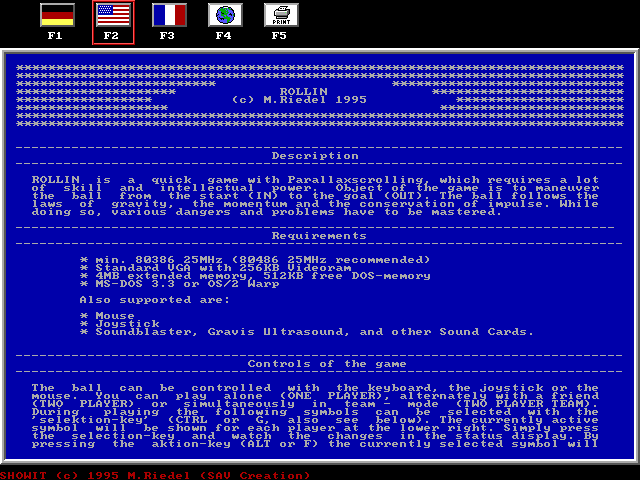 F1 F2 F3 F4 PRINT F5
********************************************************************************
********************************************************************************
************************* *****************************
******************** ROLLIN ************************
***************** (c) M.Riedel 1995 *********************
******************* ***********************
********************************************************************************
********************************************************************************
----------------------------------------------------------------------------
Description
----------------------------------------------------------------------------
ROLLIN is a quick game with Parallaxscrolling, which requires a lot
of skill and intellectual power. Object of the game is to maneuver
the ball from the start (IN) to the goal (OUT). The ball follows the
laws of gravity, the momentum and the conservation of impulse. While
doing so, various dangers and problems have to be mastered.
---------------------------------------------------------------------------
Requirements
----------------------------------------------------------------------------
* min. 80386 25MHz (80486 25MHz recommended)
* Standard VGA with 256KB Videoram
* 4MB extended memory, 512KB free DOS-memory
* MS-DOS 3.3 or OS/2 Warp
Also supported are:
* Mouse
* Joystick
* Soundblaster, Gravis Ultrasound, and other Sound Cards.
----------------------------------------------------------------------------
Controls of the game
----------------------------------------------------------------------------
The ball can be controlled with the keyboard, the joystick or the
mouse. You can play alone (ONE PLAYER), alternately with a friend
(TWO PLAYER) or simultaneously in team - mode (TWO PLAYER TEAM).
During playing the following symbols can be selected with the
'selektion-key' (CTRL or G, also see below). The currently active
symbol will be shown for each player at the lower right. Simply press
the selection-key and watch the changes in the status display. By
pressing the aktion-key (ALT or F) the currently selected symbol will
SHOWIT (c) 1995 M.Riedel (SAV Creation)